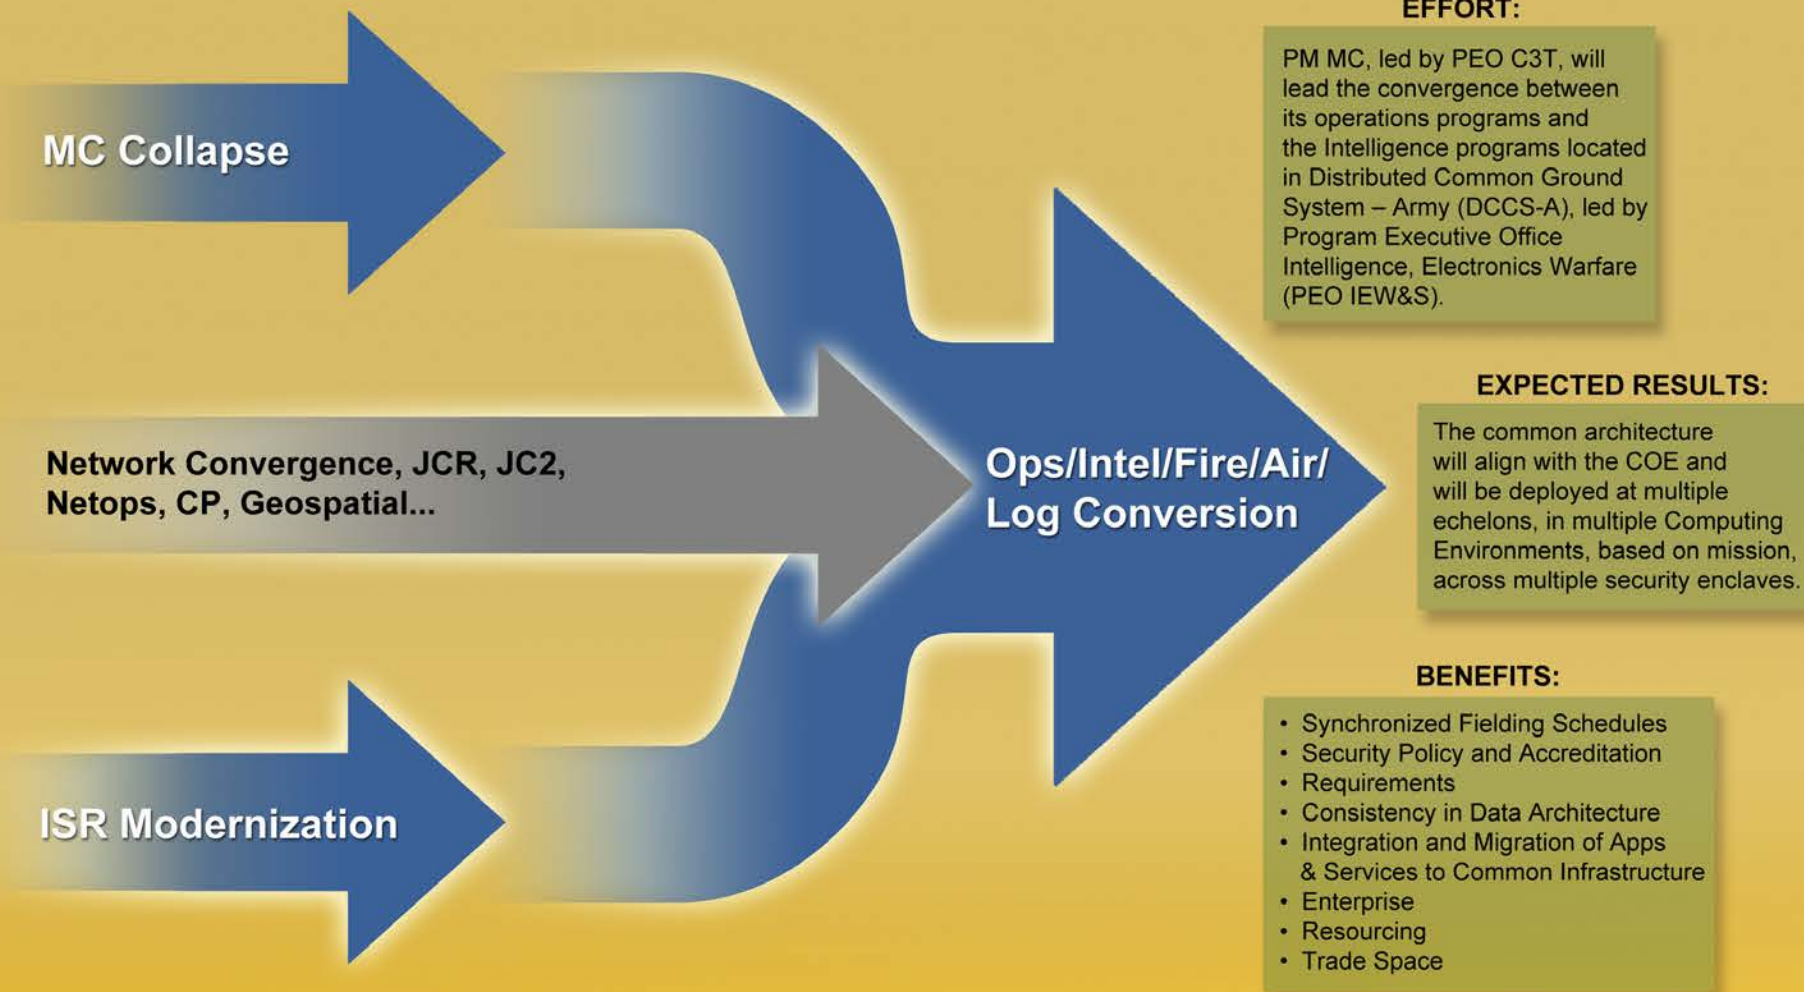 MC Collapse
Network Convergence, JCR, JC2,
Netops, CP, Geospatial...
ISR Modernization
Ops/Intel/Fire/Air/
Log Conversion
EFFORT:
PM MC, led by PEO C3T, will
lead the convergence between
its operations programs and
the Intelligence programs located
in Distributed Common Ground
System – Army (DCCS-A), led by
Program Executive Office
Intelligence, Electronics Warfare
(PEO IEW&S).
EXPECTED RESULTS:
The common architecture
will align with the COE and
will be deployed at multiple
echelons, in multiple Computing
Environments, based on mission,
across multiple security enclaves.
BENEFITS:
• Synchronized Fielding Schedules
• Security Policy and Accreditation
• Requirements
• Consistency in Data Architecture
• Integration and Migration of Apps
& Services to Common Infrastructure
• Enterprise
• Resourcing
• Trade Space